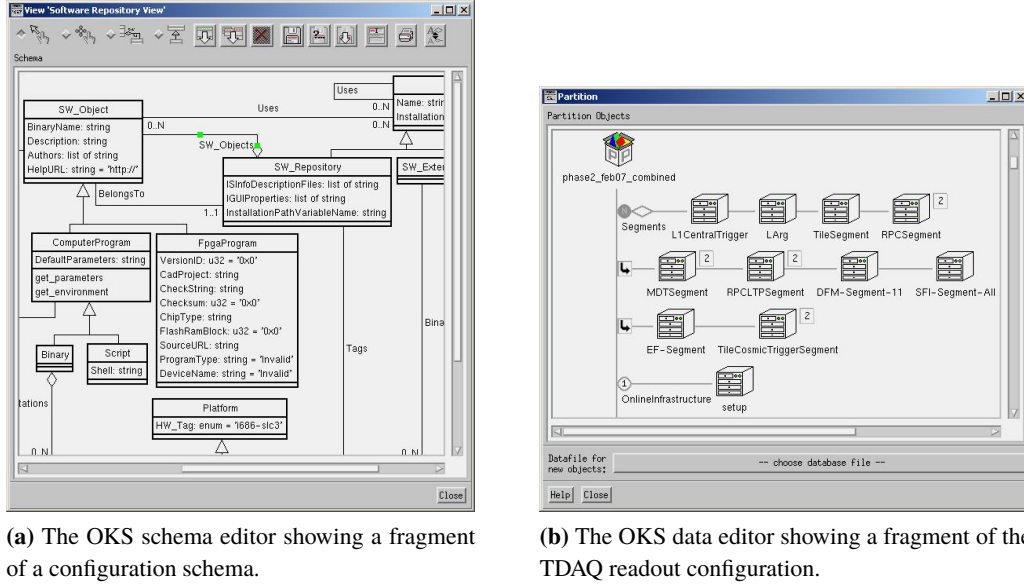 View 'Software Repository View'
Schema
Uses
SW_Object
Uses
0..N
Name: strin
BinaryName: string
0..N
0..N
Installation
Description: string
Authors: list of string
SW_Objects
HelpURL: string = "http://"
SW_Repository
SW_Exter
ISInfoDescriptionFiles: list of string
BelongsTo
IGUIProperties: list of string
1..1
InstallationPathVariableName: string
ComputerProgram
FpgaProgram
DefaultParameters: string
VersionID: u32 = "0x0"
get_parameters
CadProject: string
get_environment
CheckString: string
Checksum: u32 = "0x0"
ChipType: string
FlashRamBlock: u32 = "0x0"
Bina
SourceURL: string
Binary
Script
ProgramType: string = "Invalid"
Tags
Shell: string
DeviceName: string = "Invalid"
tations
Platform
HW_Tag: enum = "i686-slc3"
0..N
0..N
Close
(a) The OKS schema editor showing a fragment
of a configuration schema.
Partition
Partition Objects
phase2_feb07_combined
N
2
Segments
L1CentralTrigger
LArg
TileSegment
RPCSegment
2
2
MDTSegment
RPCLTPSegment
DFM-Segment-11
SFI-Segment-All
2
EF-Segment
TileCosmicTriggerSegment
1
OnlineInfrastructure
setup
Datafile for
new objects:
-- choose database file --
Help
Close
(b) The OKS data editor showing a fragment of the
TDAQ readout configuration.